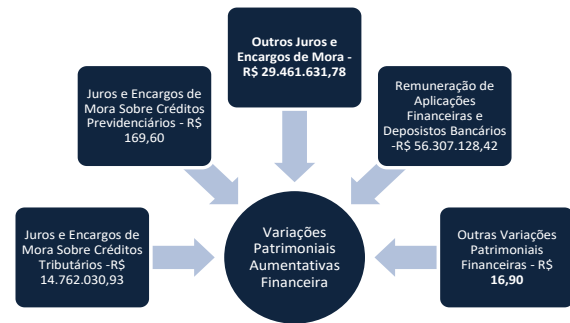 Outros Juros e
Encargos de Mora -
R$ 29.461.631,78
Juros e Encargos de
Mora Sobre Créditos
Previdenciários - R$
169,60
Remuneração de
Aplicações
Financeiras e
Deposistos Bancários
-R$ 56.307.128,42
Juros e Encargos de
Mora Sobre Créditos
Tributários -R$
14.762.030,93
Variações
Patrimoniais
Aumentativas
Financeira
Outras Variações
Patrimoniais
Financeiras - R$
16,90